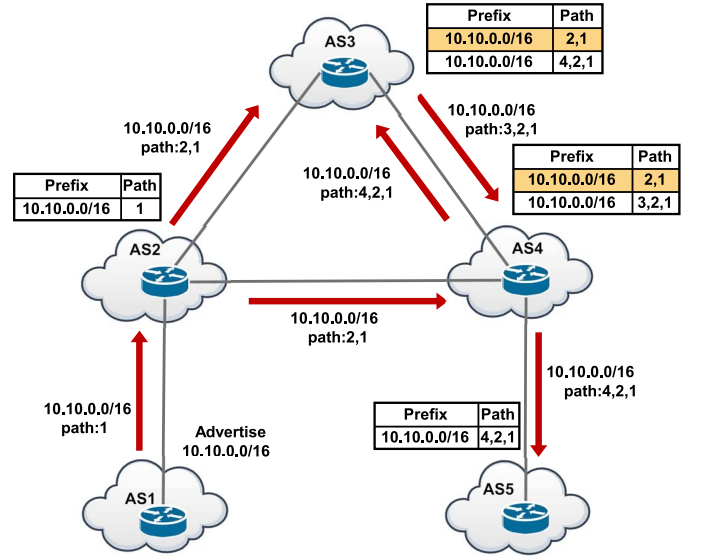 Prefix Path
10.10.0.0/16 2,1
10.10.0.0/16 4,2,1
AS3
10.10.0.0/16
path:2,1
10.10.0.0/16
path:3,2,1
10.10.0.0/16
path:4,2,1
Prefix Path
10.10.0.0/16 1
Prefix Path
10.10.0.0/16 2,1
10.10.0.0/16 3,2,1
AS2
AS4
10.10.0.0/16
path:2,1
10.10.0.0/16
path:4,2,1
10.10.0.0/16
path:1
Advertise
10.10.0.0/16
Prefix Path
10.10.0.0/16 4,2,1
AS1
AS5